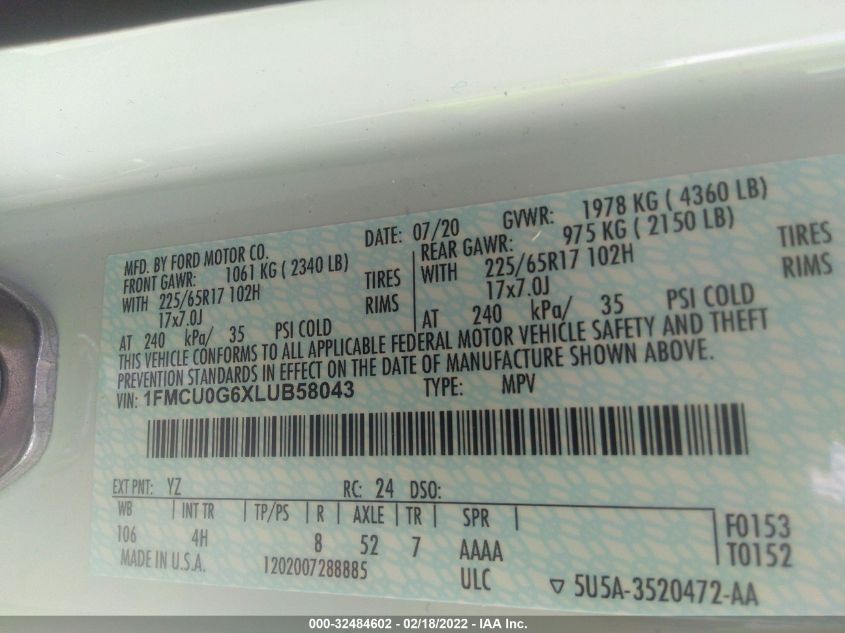 MFD. BY FORD MOTOR CO. DATE: 07/20 GVWR: 1978 KG ( 4360 LB)
FRONT GAWR: 1061 KG ( 2340 LB) REAR GAWR: 975 KG ( 2150 LB)
WITH 225/65R17 102H TIRES WITH 225/65R17 102H TIRES
17x7.0J RIMS 17x7.0J RIMS
AT 240 kPa/ 35 PSI COLD AT 240 kPa/ 35 PSI COLD
THIS VEHICLE CONFORMS TO ALL APPLICABLE FEDERAL MOTOR VEHICLE SAFETY AND THEFT
PREVENTION STANDARDS IN EFFECT ON THE DATE OF MANUFACTURE SHOWN ABOVE.
VIN: 1FMCU0G6XLUB58043 TYPE: MPV
EXT PNT: YZ RC: 24 DSO:
WB | INT TR | TP/PS | R | AXLE | TR | SPR |
106 4H 8 52 7 AAAA
F0153
T0152
MADE IN U.S.A. 1202007288885 ULC
▽ 5U5A-3520472-AA
000-32484602 - 02/18/2022 - IAA Inc.